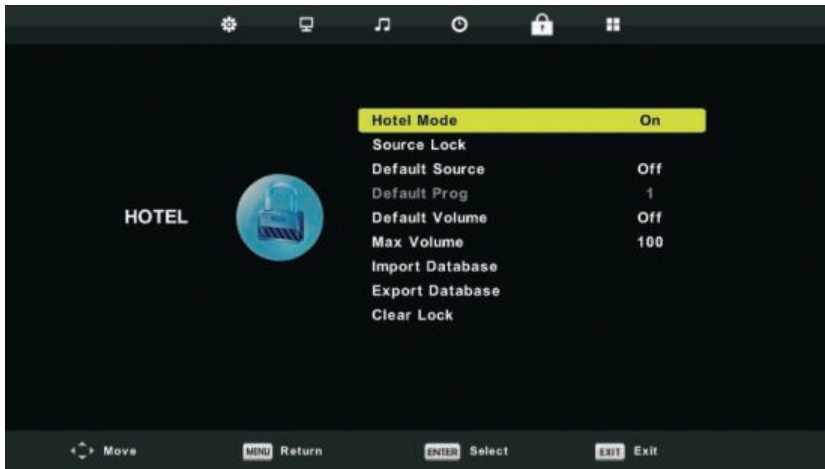 Hotel Mode On
Source Lock
Default Source Off
Default Prog 1
HOTEL
Default Volume Off
Max Volume 100
Import Database
Export Database
Clear Lock
Move MENU Return ENTER Select EXIT Exit